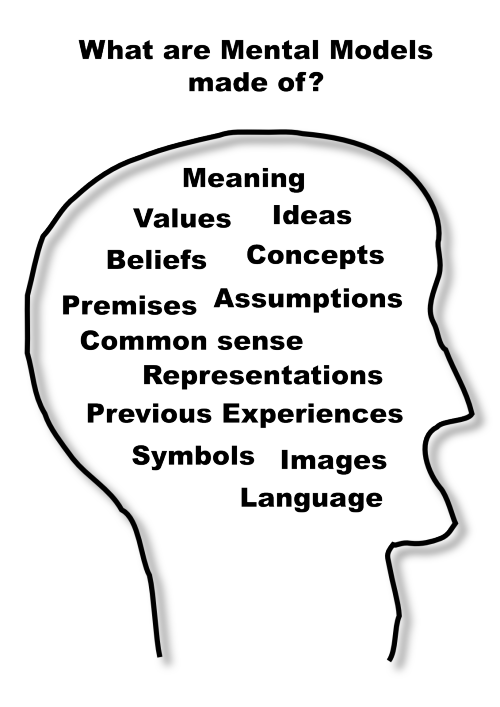 What are Mental Models
made of?
Meaning
Values Ideas
Beliefs Concepts
Premises Assumptions
Common sense
Representations
Previous Experiences
Symbols Images
Language